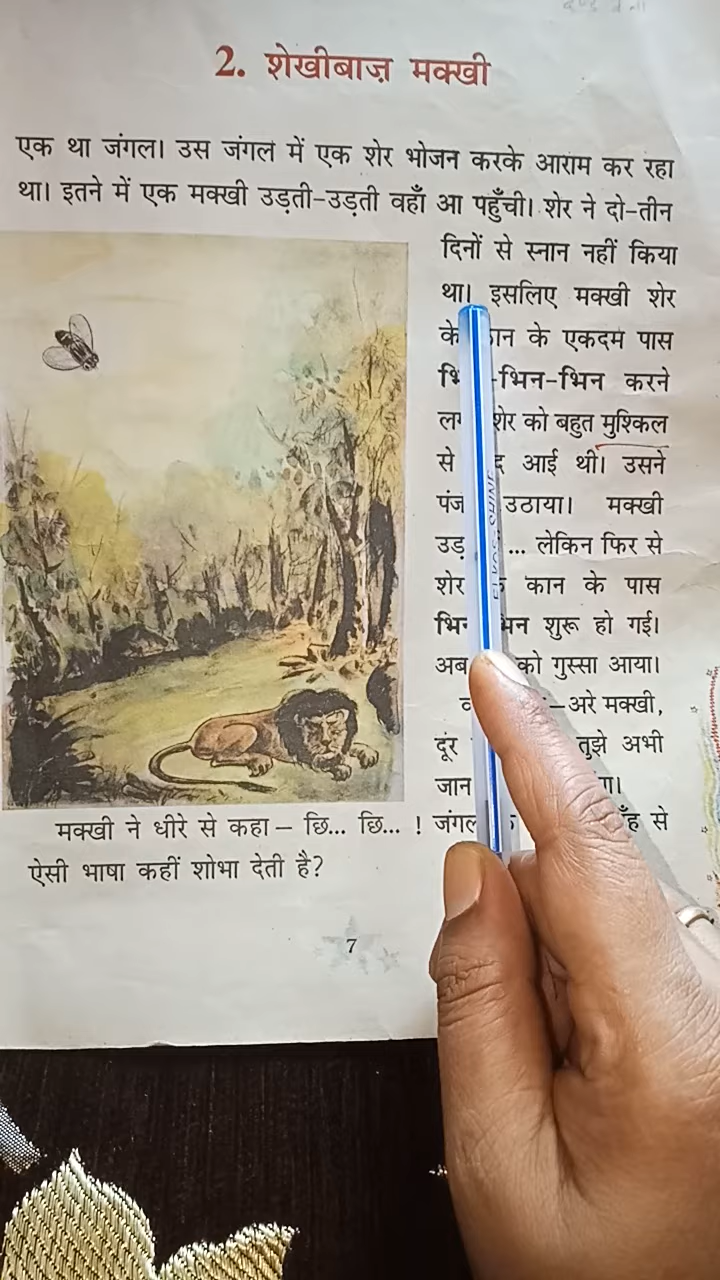 2. शेखीबाज़ मक्खी
एक था जंगल। उस जंगल में एक शेर भोजन करके आराम कर रहा
था। इतने में एक मक्खी उड़ती-उड़ती वहाँ आ पहुँची। शेर ने दो-तीन
दिनों से स्नान नहीं किया
था। इसलिए मक्खी शेर
के के एकदम पास
-भिन-भिन करने
शेर को बहुत मुश्किल
से आई थी। उसने
उठाया। मक्खी
... लेकिन फिर से
शेर कान के पास
शुरू हो गई।
अब को गुस्सा आया।
–अरे मक्खी,
दूर तुझे अभी
जान
मक्खी ने धीरे से कहा – छि... छि... ! से
ऐसी भाषा कहीं शोभा देती है?
7